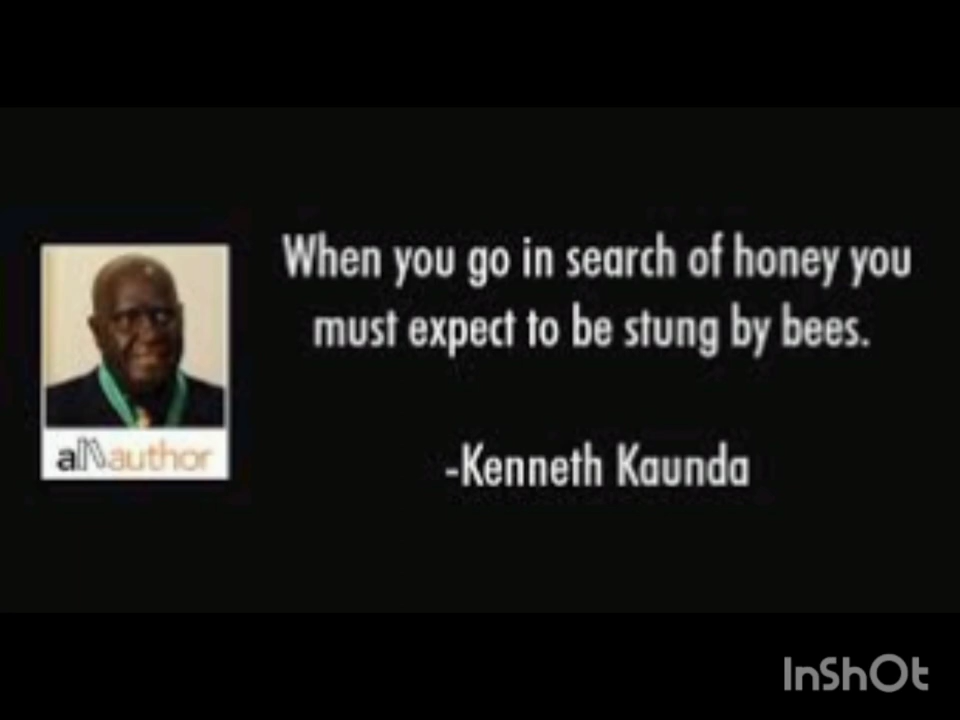 When you go in search of honey you
must expect to be stung by bees.
-Kenneth Kaunda
allauthor
InShOt